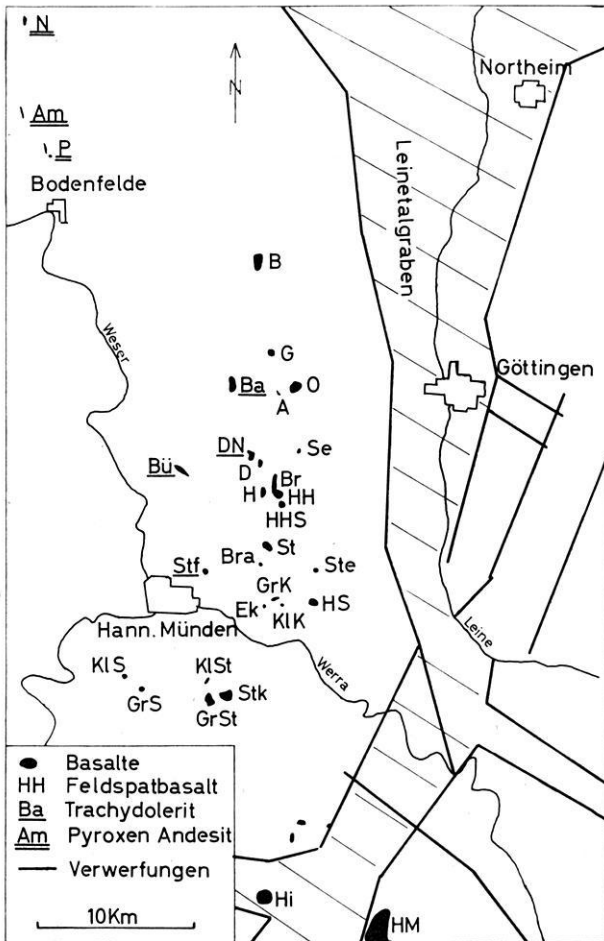 N
N
Northeim
Am
P
Bodenfelde
Leinetalgraben
B
Weser
G
Göttingen
Ba
O
A
DN
Se
Bü
D
Br
H
HH
HHS
St
Bra
Stf
Ste
GrK
Ek
KlK
HS
Hann. Münden
Leine
Werra
KlS
KlSt
GrS
Stk
GrSt
Basalte
HH Feldspatbasalt
Ba Trachydolerit
Am Pyroxen Andesit
Verwerfungen
10Km
Hi
HM